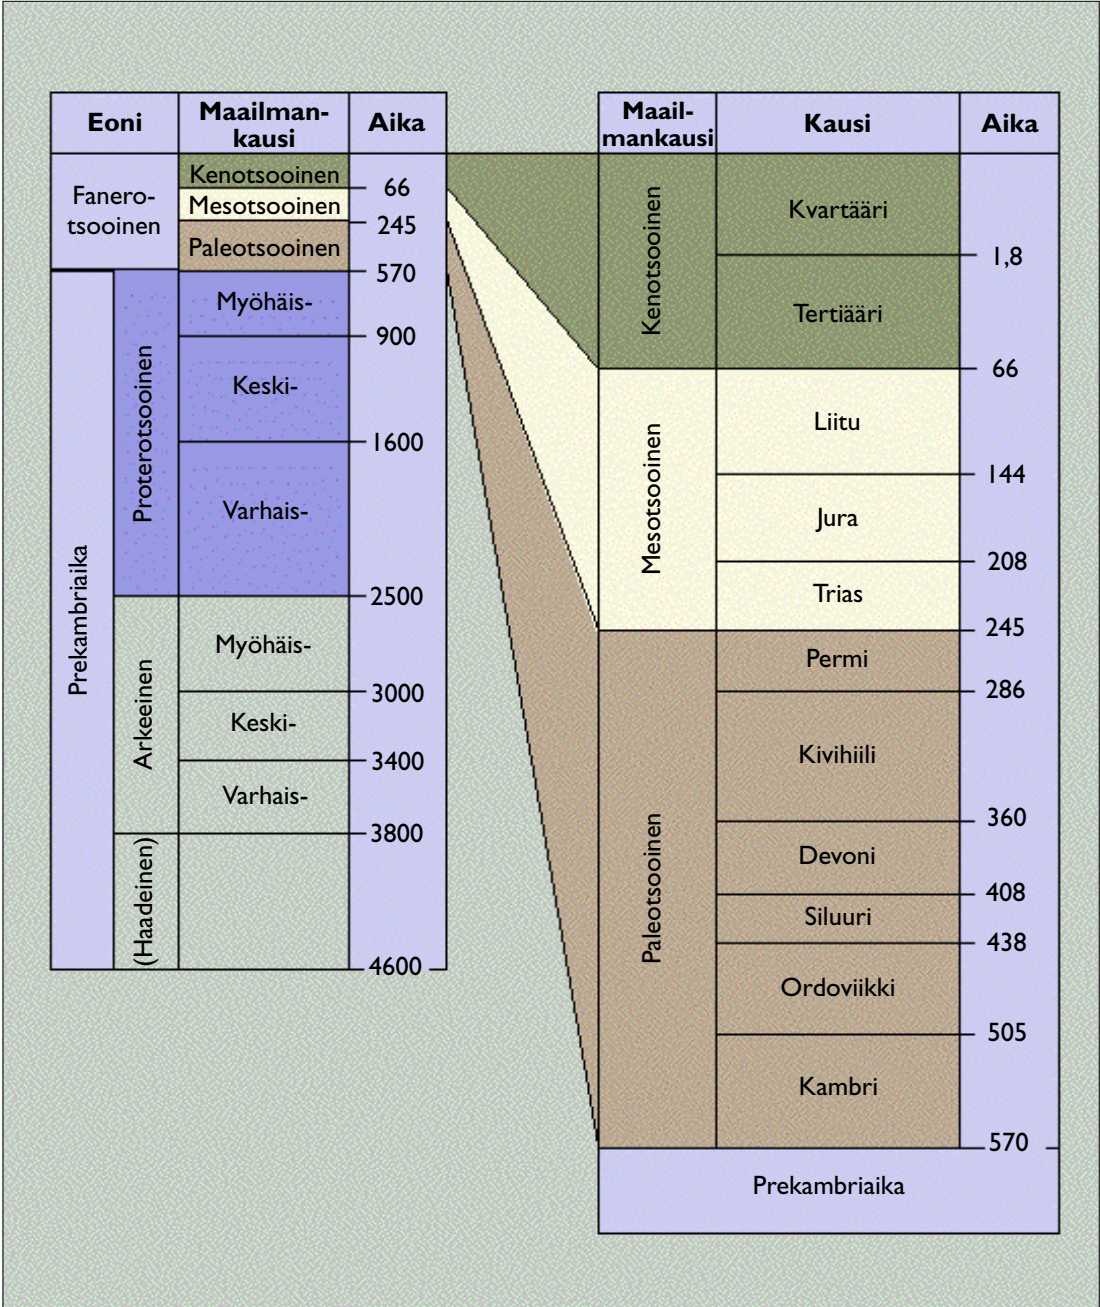 Eoni
Maailman-
kausi
Aika
Fanero-
tsooinen
Kenotsooinen
66
Mesotsooinen
245
Paleotsooinen
570
Prekambriaika
Proterotsooinen
Myöhäis-
900
Keski-
1600
Varhais-
2500
Arkeeinen
Myöhäis-
3000
Keski-
3400
Varhais-
3800
(Haadeinen)
4600
Maail-
mankausi
Kausi
Aika
Kenotsooinen
Kvartääri
1,8
Tertiääri
66
Mesotsooinen
Liitu
144
Jura
208
Trias
245
Paleotsooinen
Permi
286
Kivihiili
360
Devoni
408
Siluuri
438
Ordoviikki
505
Kambri
570
Prekambriaika